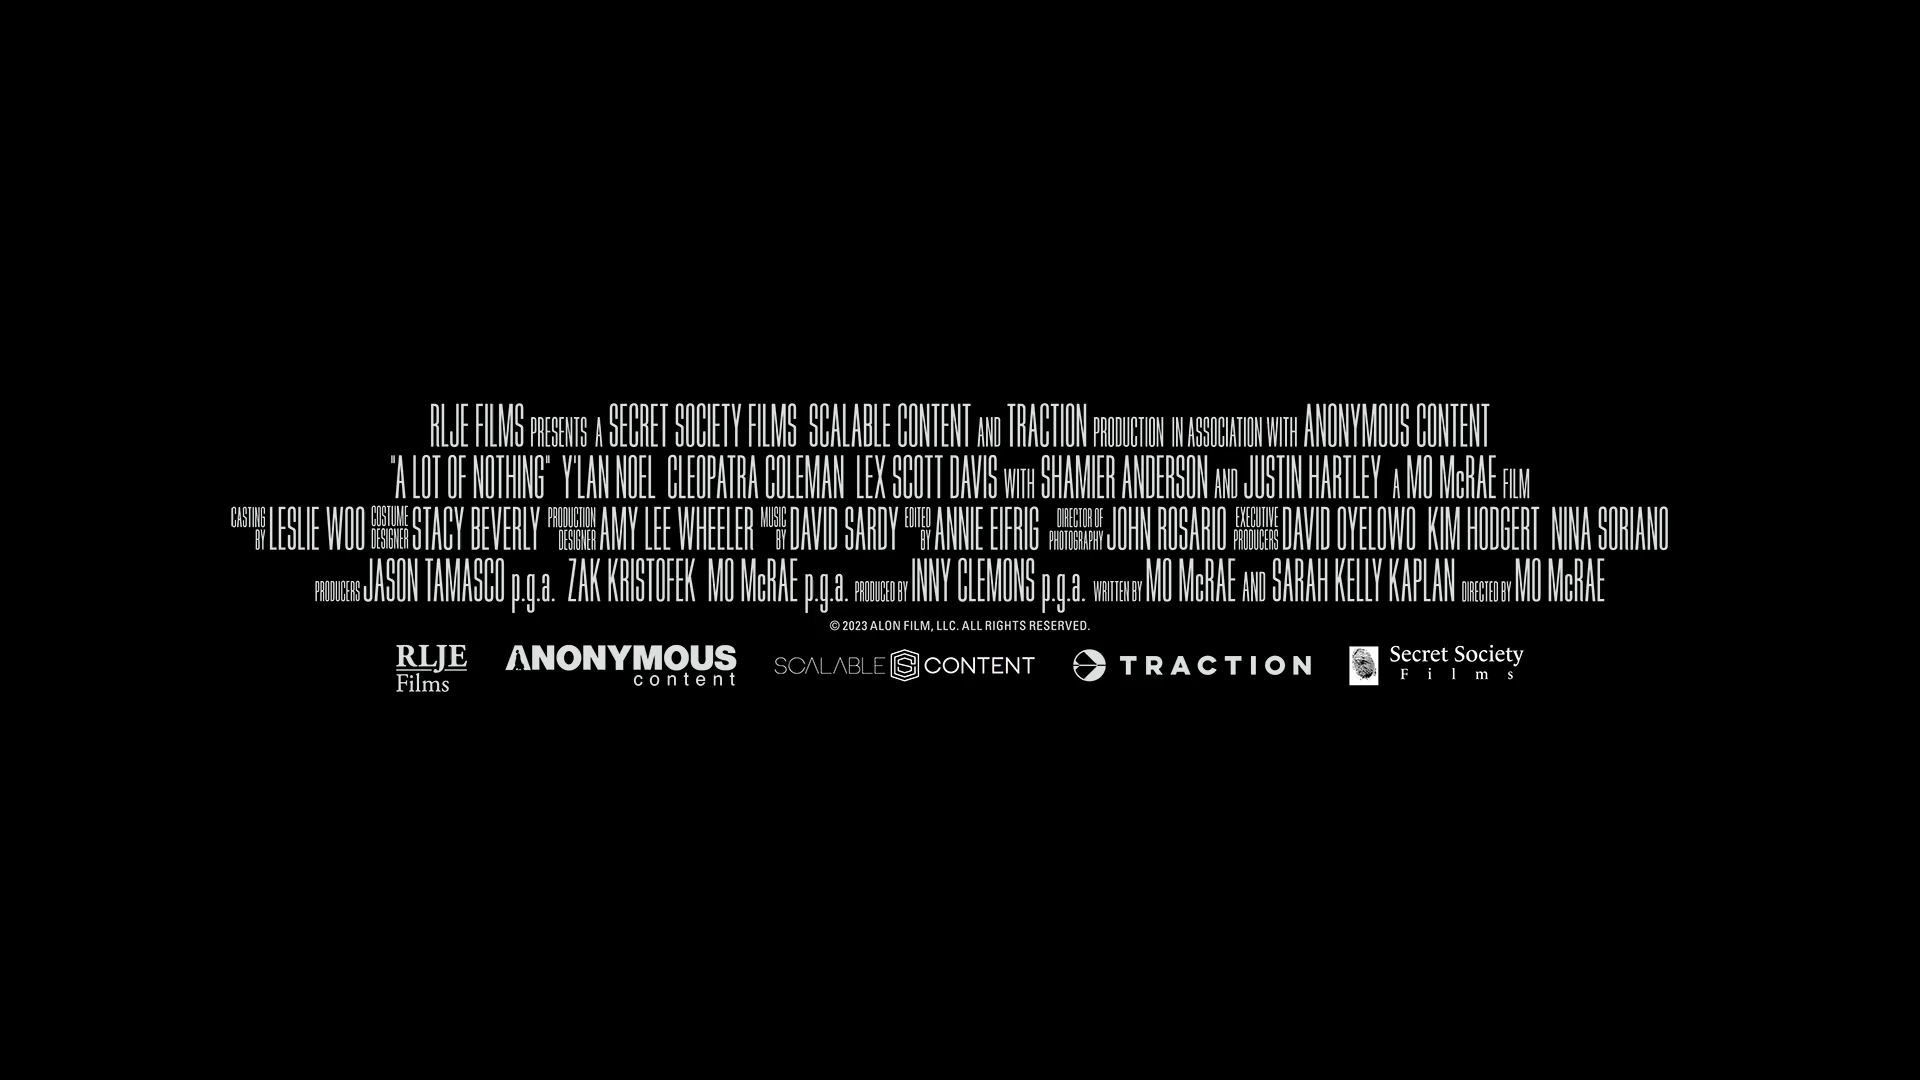 RLJE FILMS PRESENTS A SECRET SOCIETY FILMS SCALABLE CONTENT AND TRACTION PRODUCTION IN ASSOCIATION WITH ANONYMOUS CONTENT
"A LOT OF NOTHING" Y'LAN NOEL CLEOPATRA COLEMAN LEX SCOTT DAVIS WITH SHAMIER ANDERSON AND JUSTIN HARTLEY A MO McRAE FILM
CASTING BY LESLIE WOO COSTUME DESIGNER STACY BEVERLY PRODUCTION DESIGNER AMY LEE WHEELER MUSIC BY DAVID SARDY EDITED BY ANNIE EIFRIG DIRECTOR OF PHOTOGRAPHY JOHN ROSARIO EXECUTIVE PRODUCERS DAVID OYELOWO KIM HODGERT NINA SORIANO
PRODUCERS JASON TAMASCO p.g.a. ZAK KRISTOFEK MO McRAE p.g.a. PRODUCED BY INNY CLEMONS p.g.a. WRITTEN BY MO McRAE AND SARAH KELLY KAPLAN DIRECTED BY MO McRAE
© 2023 ALON FILM, LLC. ALL RIGHTS RESERVED.
RLJE Films
ANONYMOUS content
SCALABLE CONTENT
TRACTION
Secret Society Films